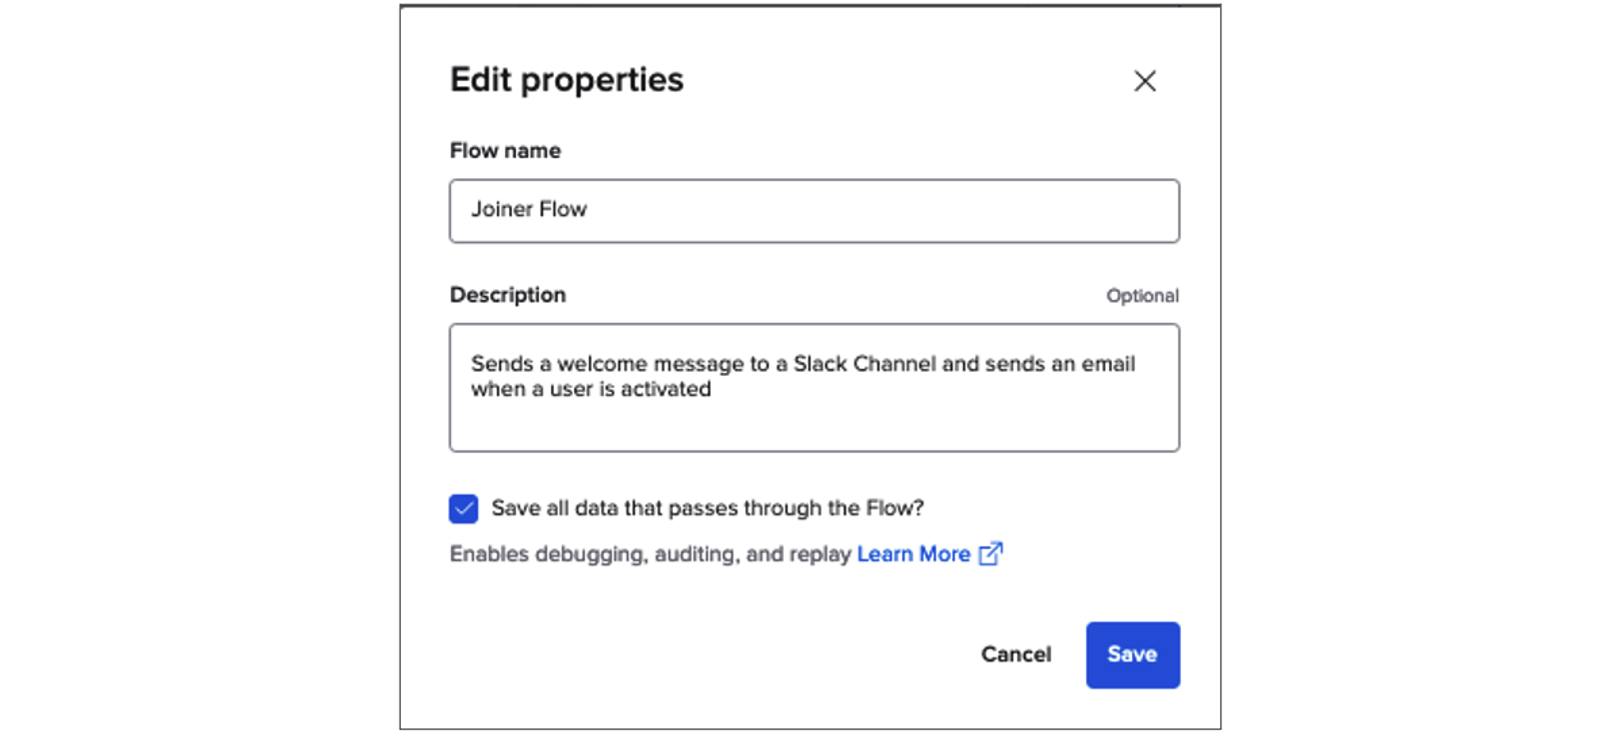 Edit properties
Flow name
Joiner Flow
Description
Optional
Sends a welcome message to a Slack Channel and sends an email
when a user is activated
Save all data that passes through the Flow?
Enables debugging, auditing, and replay Learn More
Cancel
Save